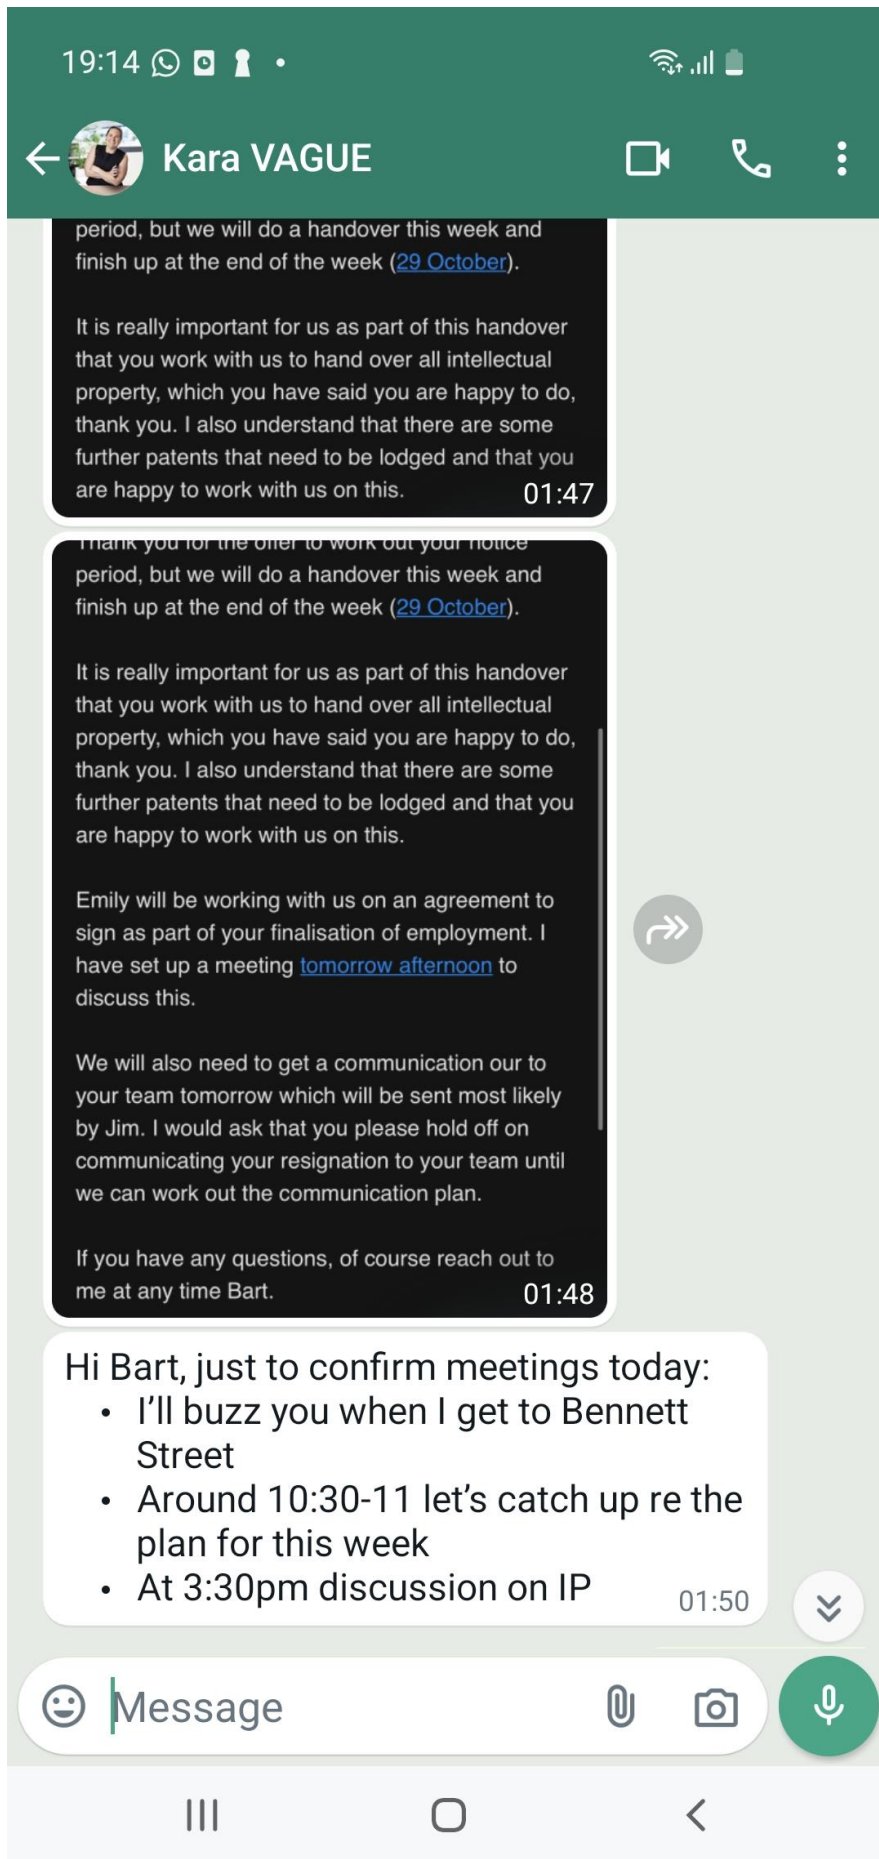 19:14
Kara VAGUE
period, but we will do a handover this week and
finish up at the end of the week (29 October).
It is really important for us as part of this handover
that you work with us to hand over all intellectual
property, which you have said you are happy to do,
thank you. I also understand that there are some
further patents that need to be lodged and that you
are happy to work with us on this.
01:47
Thank you for the offer to work out your notice
period, but we will do a handover this week and
finish up at the end of the week (29 October).
It is really important for us as part of this handover
that you work with us to hand over all intellectual
property, which you have said you are happy to do,
thank you. I also understand that there are some
further patents that need to be lodged and that you
are happy to work with us on this.
Emily will be working with us on an agreement to
sign as part of your finalisation of employment. I
have set up a meeting tomorrow afternoon to
discuss this.
We will also need to get a communication our to
your team tomorrow which will be sent most likely
by Jim. I would ask that you please hold off on
communicating your resignation to your team until
we can work out the communication plan.
If you have any questions, of course reach out to
me at any time Bart.
01:48
Hi Bart, just to confirm meetings today:
• I'll buzz you when I get to Bennett
Street
• Around 10:30-11 let's catch up re the
plan for this week
• At 3:30pm discussion on IP
01:50
Message